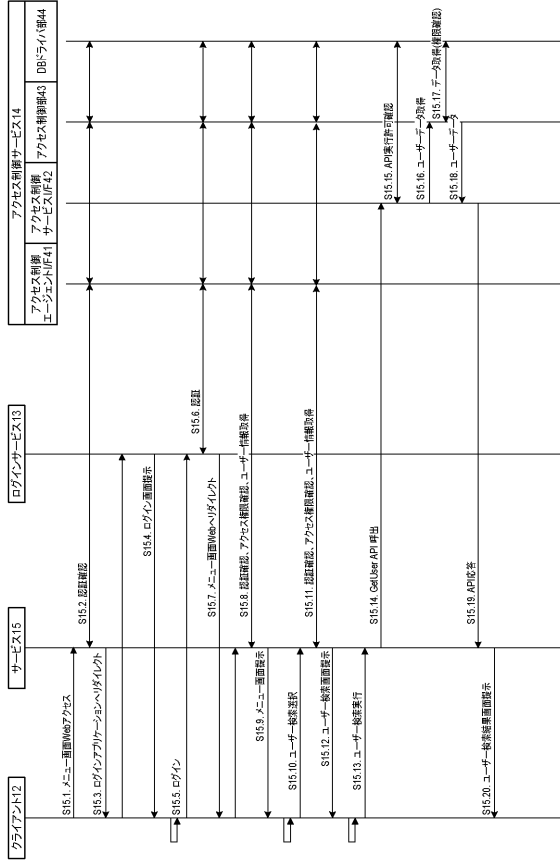 クライアント12
サービス15
ログインサービス13
アクセス制御サービス14
アクセス制御
エージェントI/F41
アクセス制御
サービスI/F42
アクセス制御部43
DBドライバ部44
S15.1. メニュー画面Webアクセス
S15.2. 認証確認
S15.3. ログインアプリケーションへリダイレクト
S15.4. ログイン画面提示
S15.5. ログイン
S15.6. 認証
S15.7. メニュー画面Webへリダイレクト
S15.8. 認証確認、アクセス権限確認、ユーザー情報取得
S15.9. メニュー画面提示
S15.10. ユーザー検索選択
S15.11. 認証確認、アクセス権限確認、ユーザー情報取得
S15.12. ユーザー検索画面提示
S15.13. ユーザー検索実行
S15.14. GetUser API 呼出
S15.15. API実行許可確認
S15.16. ユーザーデータ取得
S15.17. データ取得(権限確認)
S15.18. ユーザーデータ
S15.19. API応答
S15.20. ユーザー検索結果画面提示